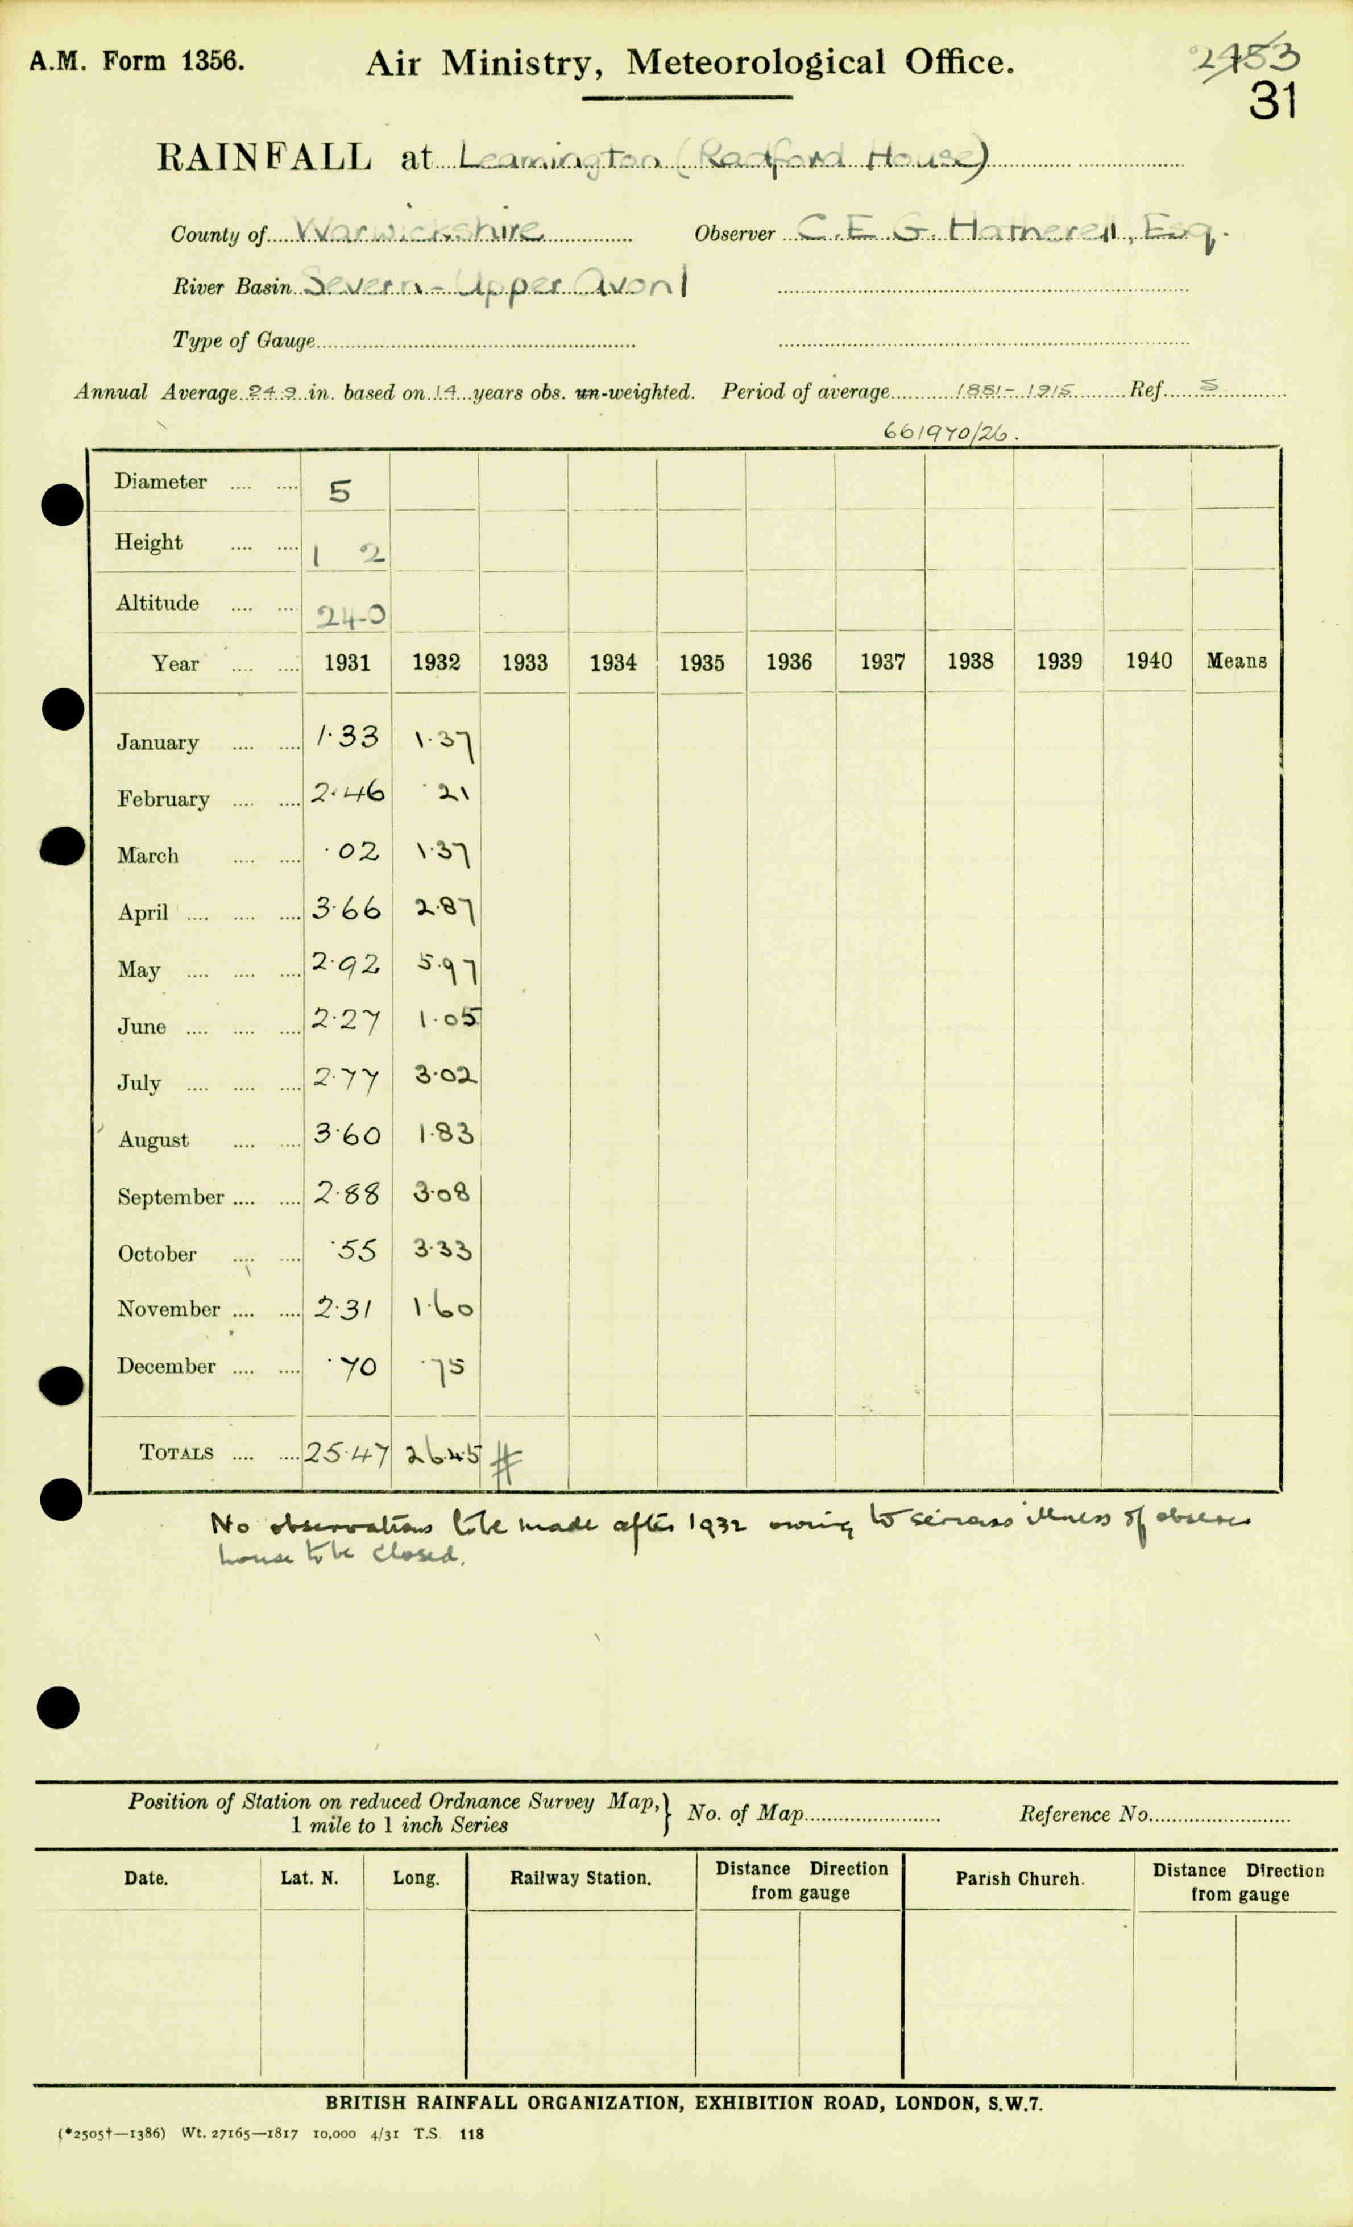 A.M. Form 1356. Air Ministry, Meteorological Office. 2453
31
RAINFALL at Leamington (Radford House)
County of Warwickshire Observer C. E. G. Hatherell, Esq.
River Basin Severn - Upper Avon 1
Type of Gauge
Annual Average 24.9 in. based on 14 years obs. un-weighted. Period of average 1881-1915 Ref. S
661970/26.
Diameter 5
Height 1 2
Altitude 240
Year 1931 1932 1933 1934 1935 1936 1937 1938 1939 1940 Means
January 1·33 1·37
February 2·46 ·21
March ·02 1·37
April 3·66 2·87
May 2·92 5·97
June 2·27 1·05
July 2·77 3·02
August 3·60 1·83
September 2·88 3·08
October ·55 3·33
November 2·31 1·60
December ·70 ·75
TOTALS 25·47 26·45 #
No observations to be made after 1932 owing to serious illness of observer
house to be closed.
Position of Station on reduced Ordnance Survey Map,} No. of Map Reference No.
1 mile to 1 inch Series
Date. Lat. N. Long. Railway Station. Distance Direction from gauge Parish Church. Distance Direction from gauge
BRITISH RAINFALL ORGANIZATION, EXHIBITION ROAD, LONDON, S.W.7.
(*2505†—1386) Wt. 27165—1817 10,000 4/31 T.S. 118